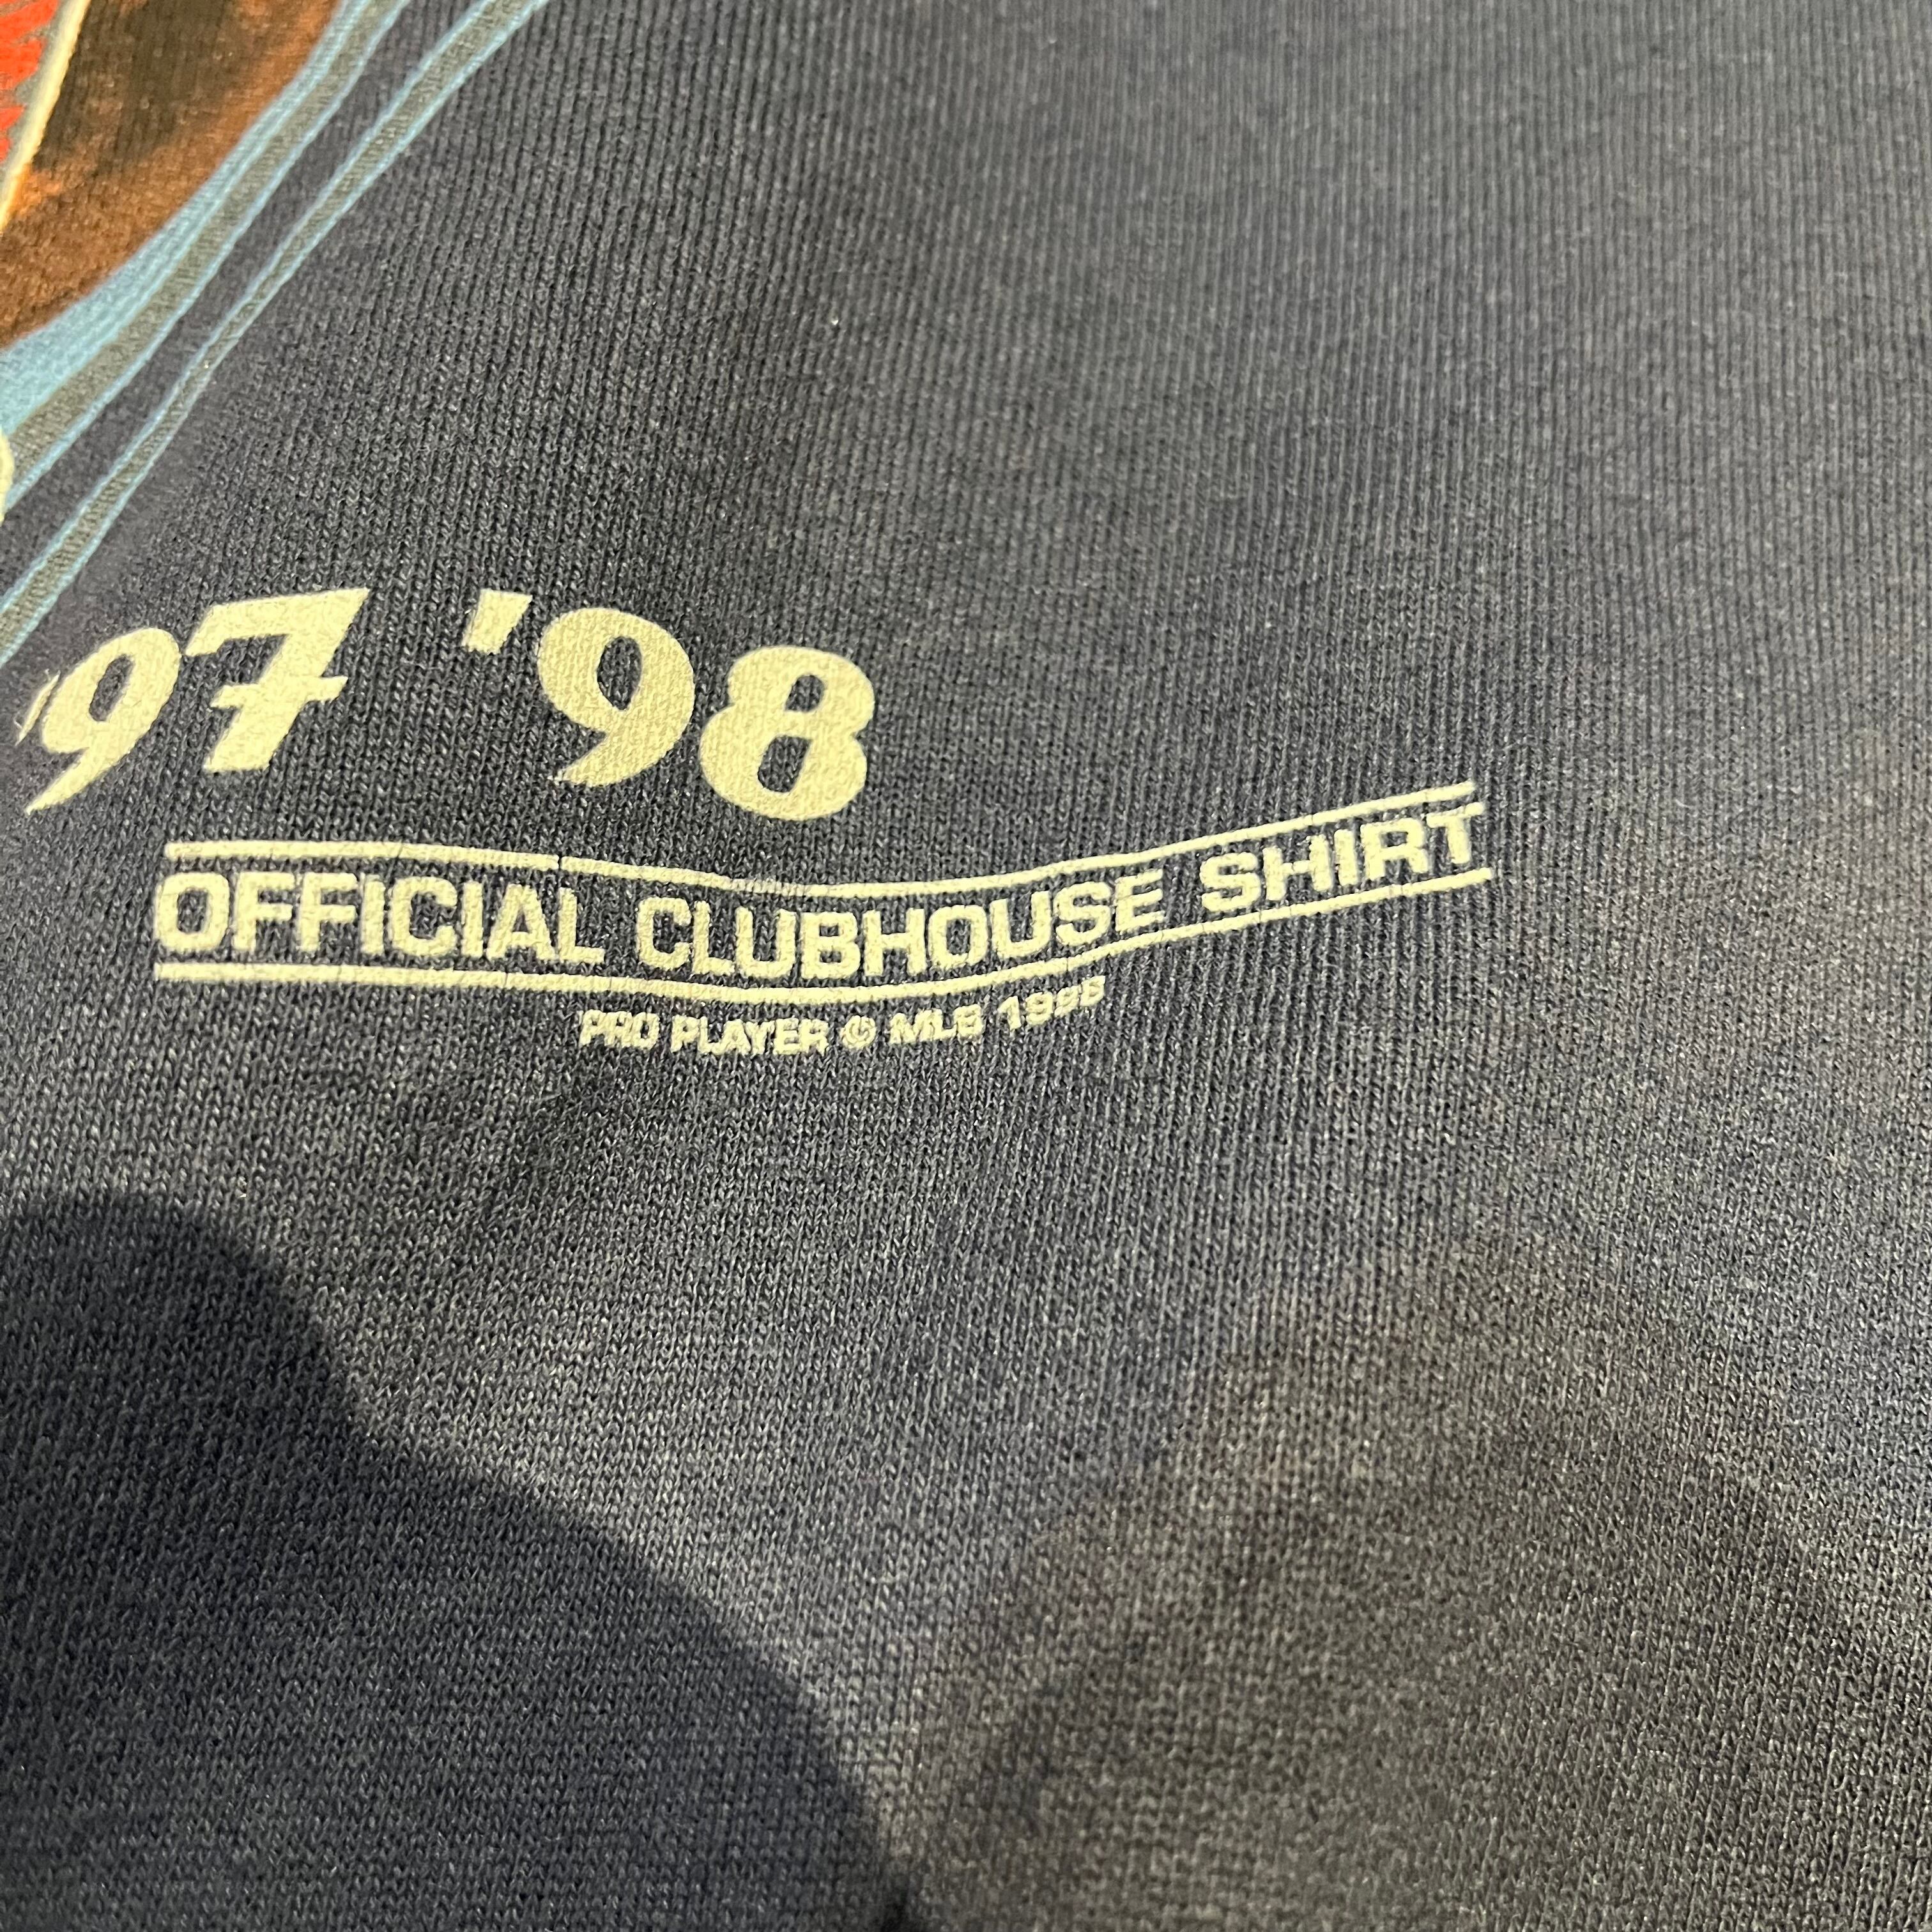 '97 '98
OFFICIAL CLUBHOUSE SHIRT
PRO PLAYER © MLB 1998